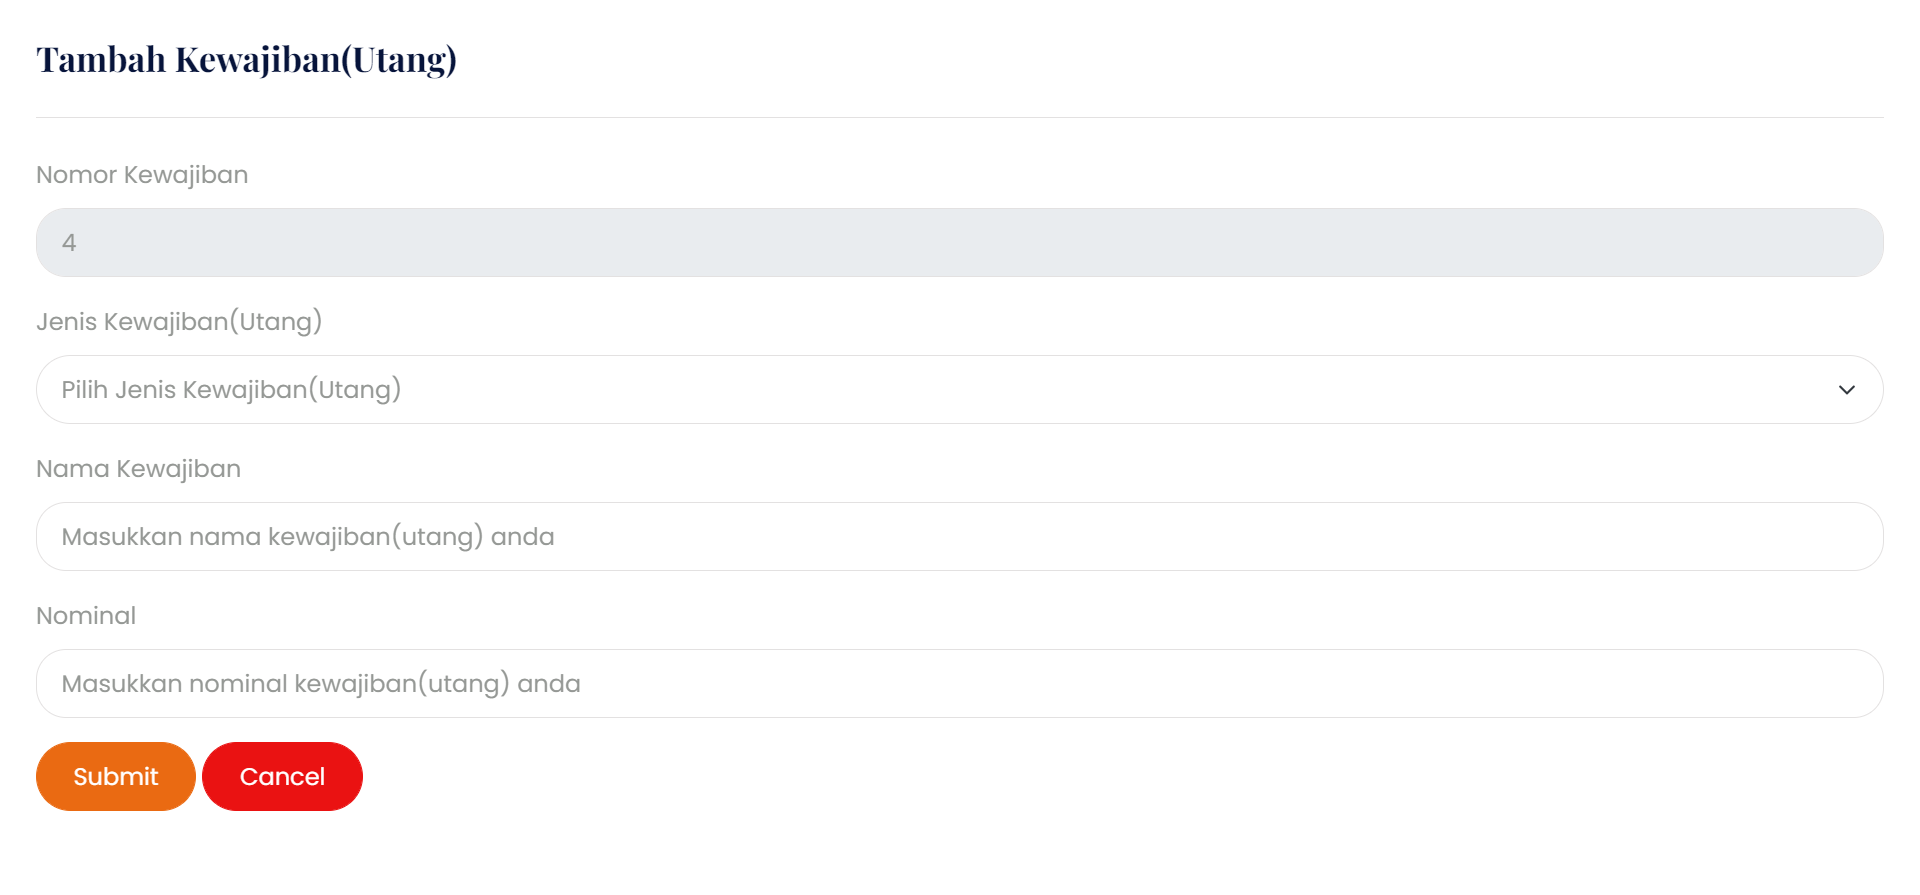 Tambah Kewajiban(Utang)
Nomor Kewajiban
4
Jenis Kewajiban(Utang)
Pilih Jenis Kewajiban(Utang)
Nama Kewajiban
Masukkan nama kewajiban(utang) anda
Nominal
Masukkan nominal kewajiban(utang) anda
Submit Cancel